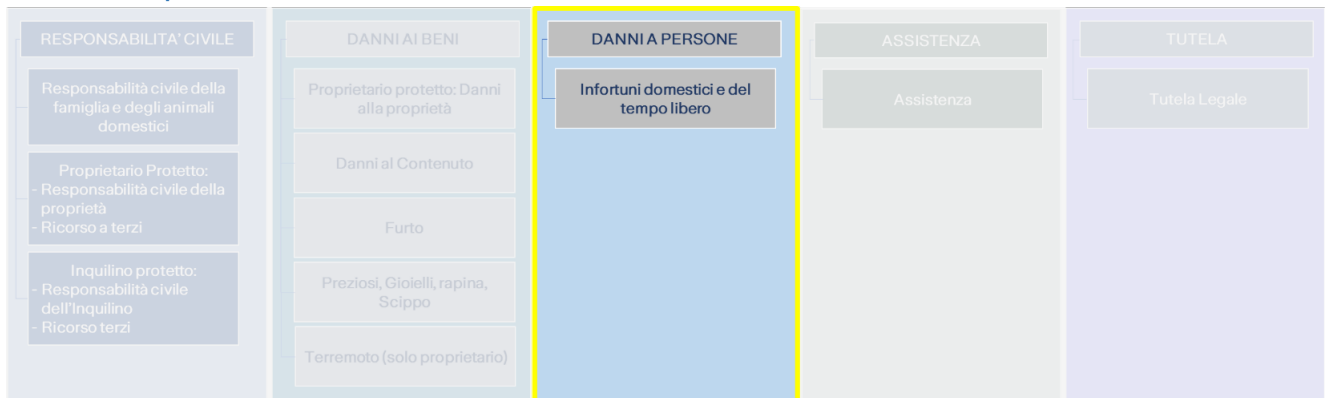 RESPONSABILITA' CIVILE
Responsabilità civile della
famiglia e degli animali
domestici
Proprietario Protetto:
- Responsabilità civile della
proprietà
- Ricorso a terzi
Inquilino protetto:
- Responsabilità civile
dell'Inquilino
- Ricorso terzi
DANNI AI BENI
Proprietario protetto: Danni
alla proprietà
Danni al Contenuto
Furto
Preziosi, Gioielli, rapina,
Scippo
Terremoto (solo proprietario)
DANNI A PERSONE
Infortuni domestici e del
tempo libero
ASSISTENZA
Assistenza
TUTELA
Tutela Legale